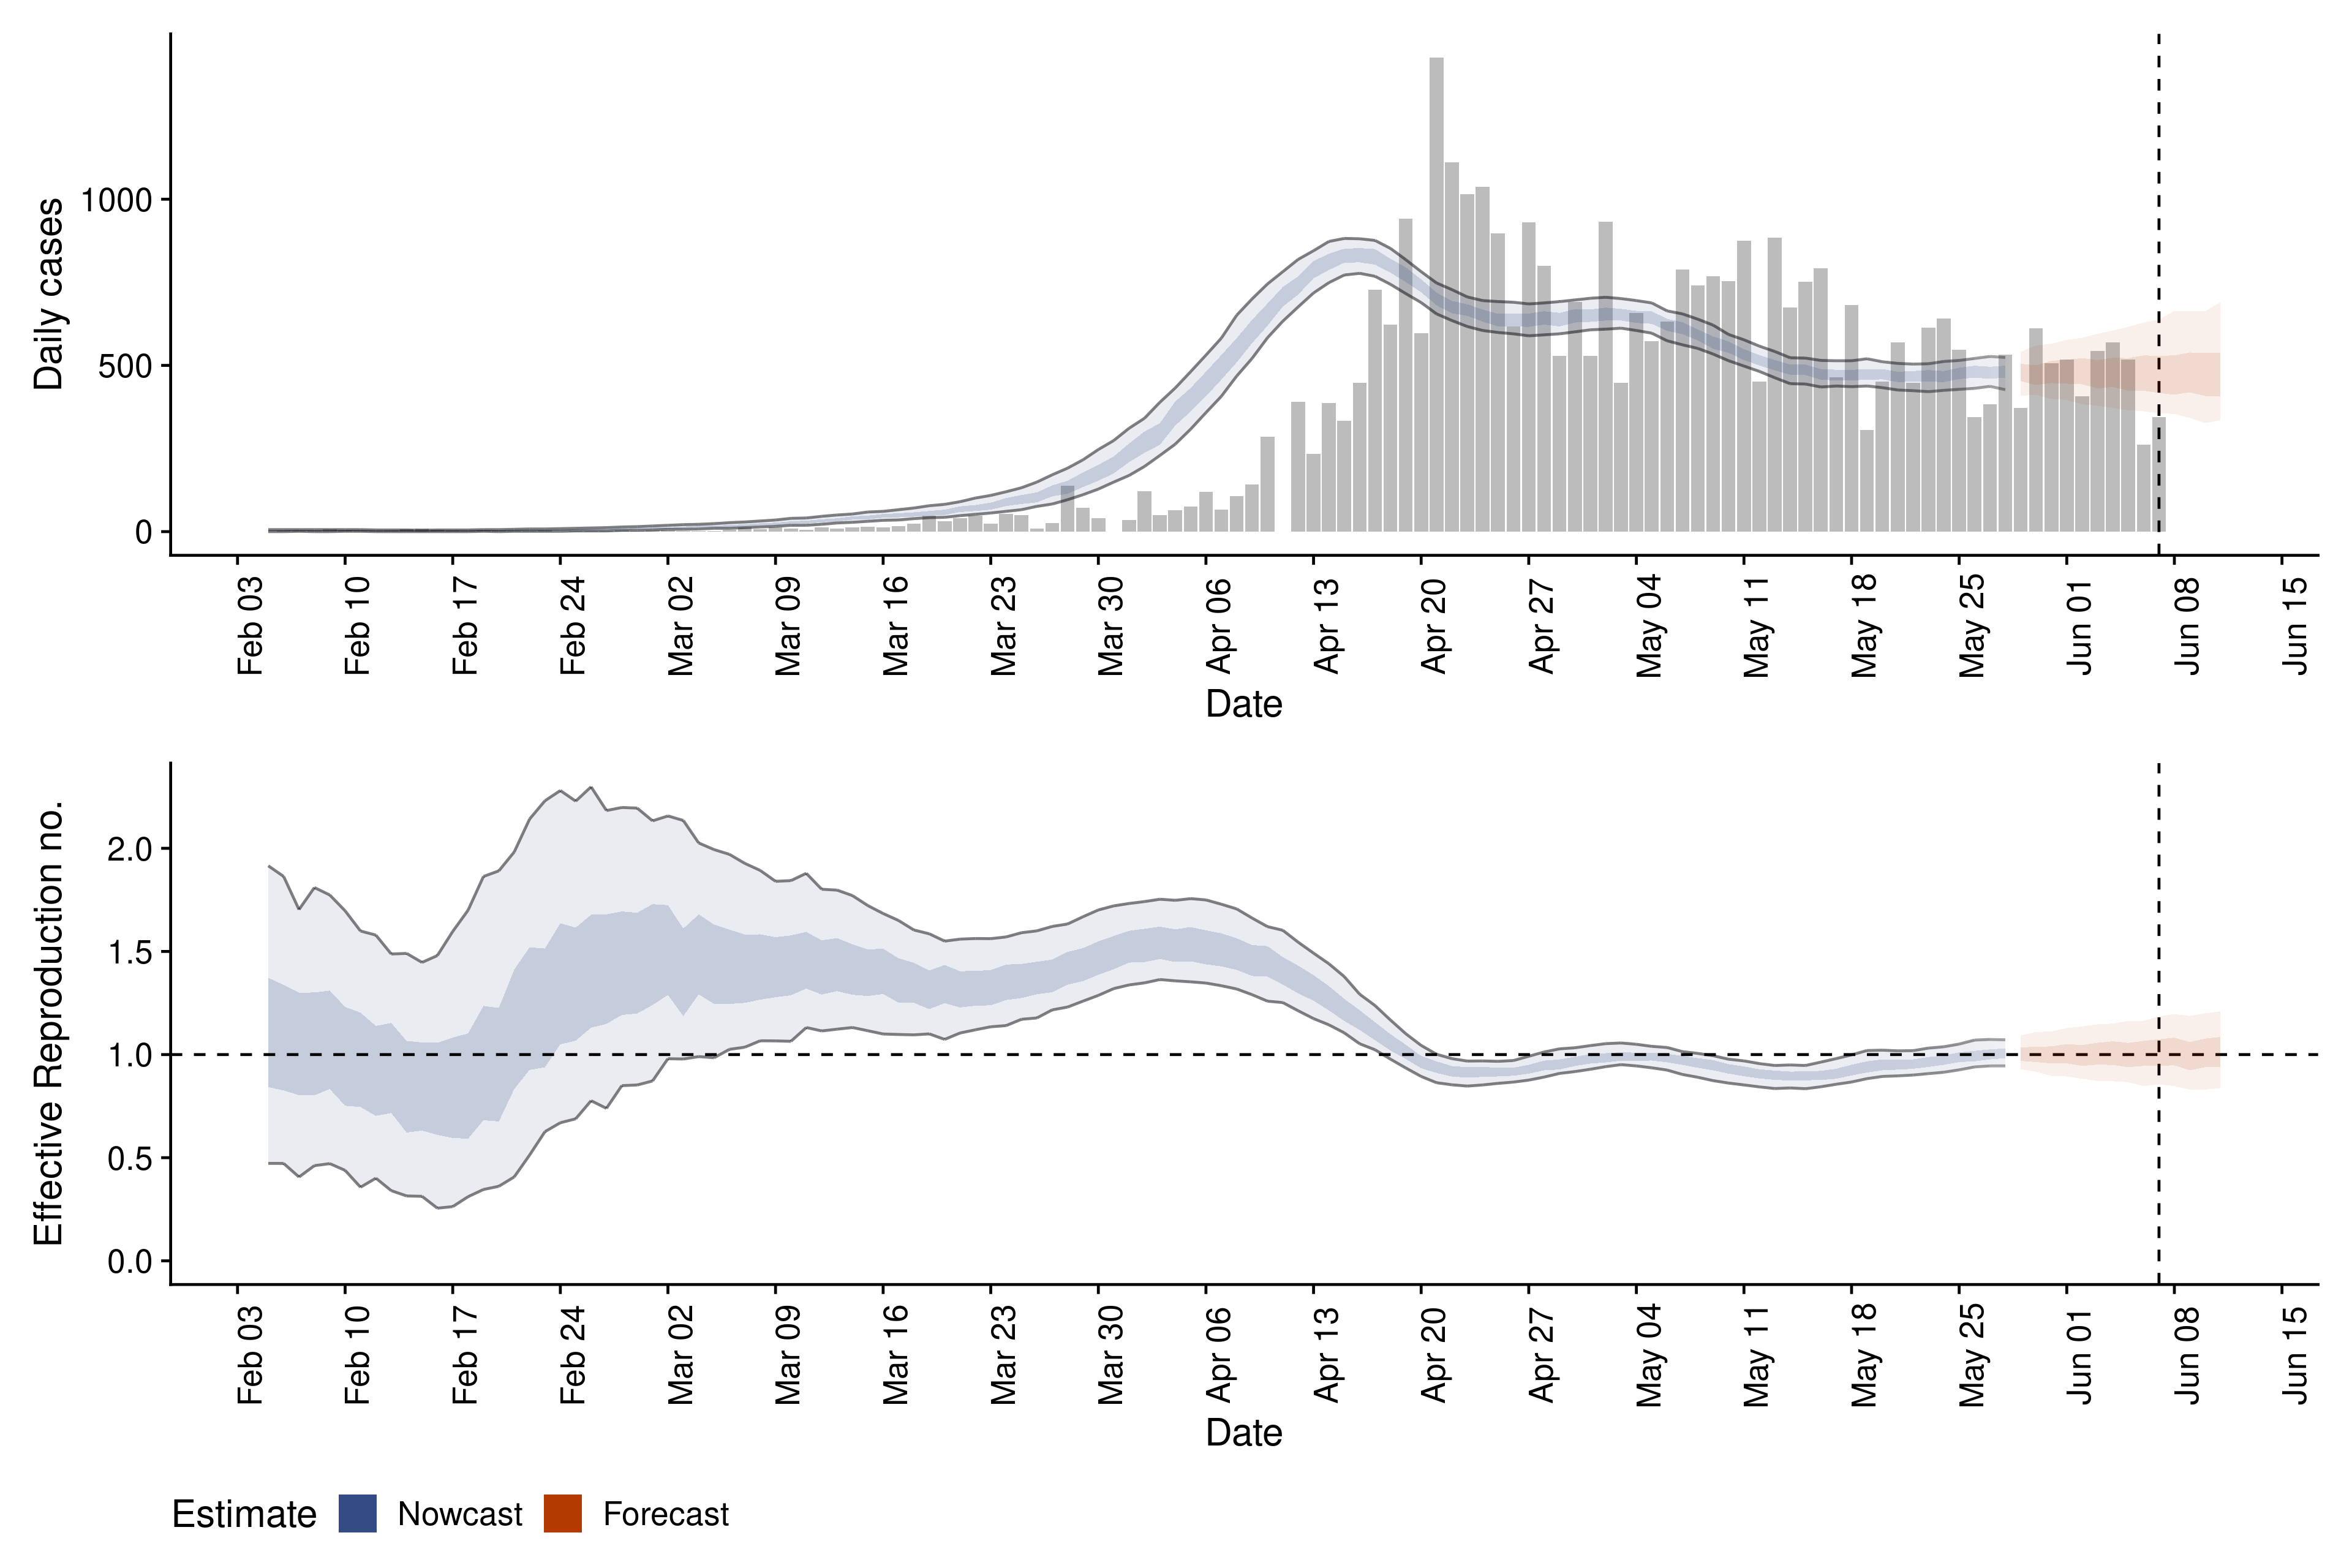 Daily cases
1000
500
0
Feb 03
Feb 10
Feb 17
Feb 24
Mar 02
Mar 09
Mar 16
Mar 23
Mar 30
Apr 06
Apr 13
Apr 20
Apr 27
May 04
May 11
May 18
May 25
Jun 01
Jun 08
Jun 15
Date
Effective Reproduction no.
2.0
1.5
1.0
0.5
0.0
Feb 03
Feb 10
Feb 17
Feb 24
Mar 02
Mar 09
Mar 16
Mar 23
Mar 30
Apr 06
Apr 13
Apr 20
Apr 27
May 04
May 11
May 18
May 25
Jun 01
Jun 08
Jun 15
Date
Estimate Nowcast Forecast